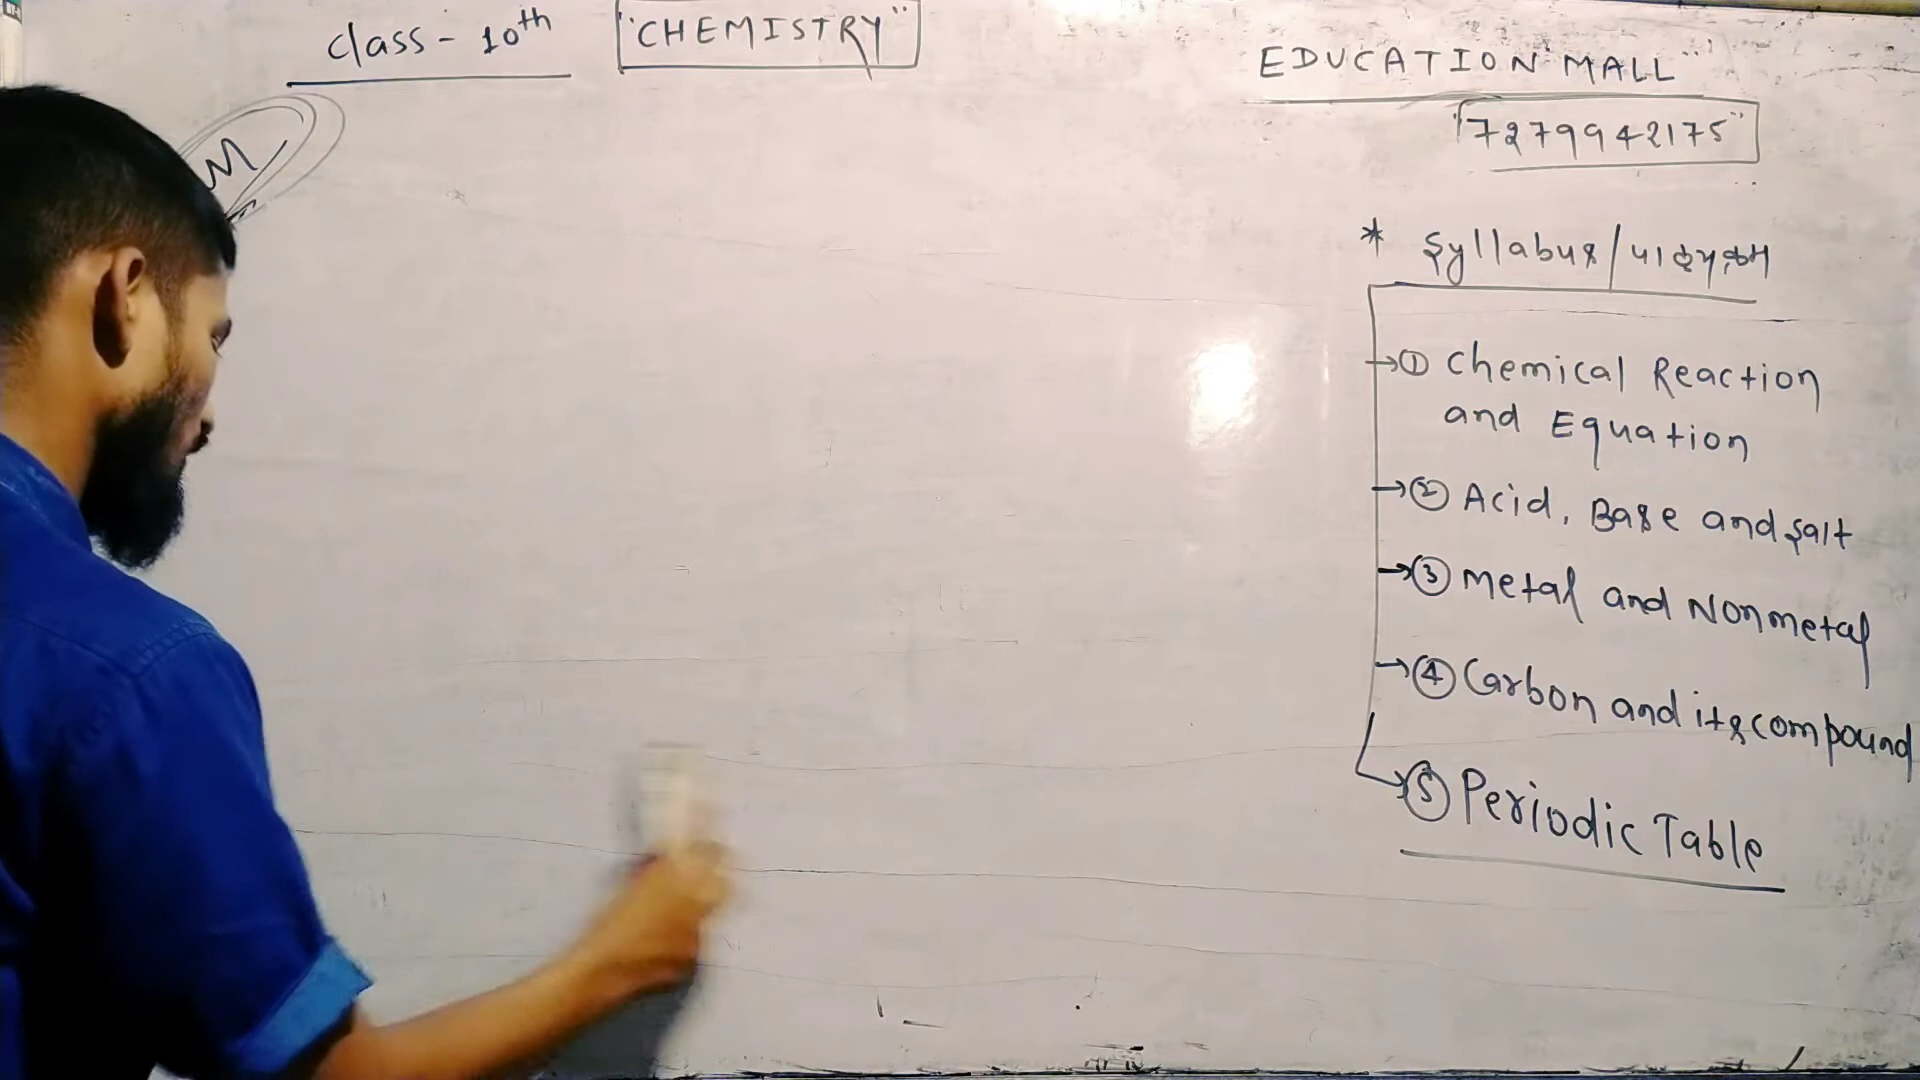 class - 10th
"CHEMISTRY"
EDUCATION MALL"
"7279942175"
M
* Syllabus / पाठ्यक्रम
→① Chemical Reaction
and Equation
→② Acid, Base and Salt
→③ Metal and Nonmetal
→④ Carbon and its compound
→⑤ Periodic Table